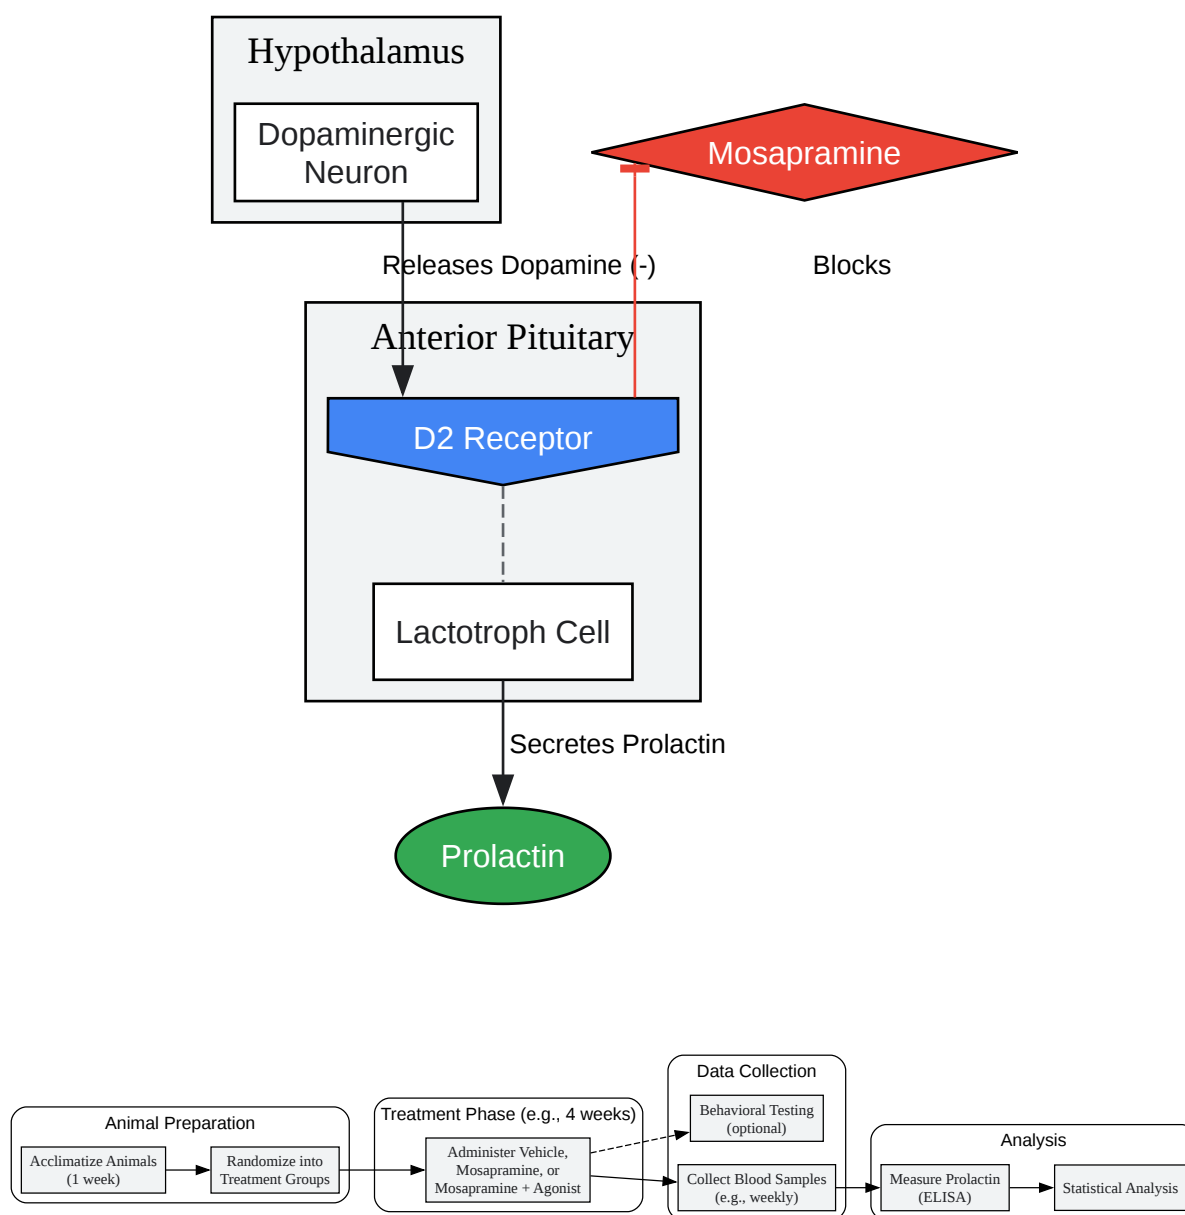 Hypothalamus
Dopaminergic
Neuron
Mosapramine
Releases Dopamine (-)
Blocks
Anterior Pituitary
D2 Receptor
Lactotroph Cell
Secretes Prolactin
Prolactin
Animal Preparation
Acclimatize Animals
(1 week)
Randomize into
Treatment Groups
Treatment Phase (e.g., 4 weeks)
Administer Vehicle,
Mosapramine, or
Mosapramine + Agonist
Data Collection
Behavioral Testing
(optional)
Collect Blood Samples
(e.g., weekly)
Analysis
Measure Prolactin
(ELISA)
Statistical Analysis